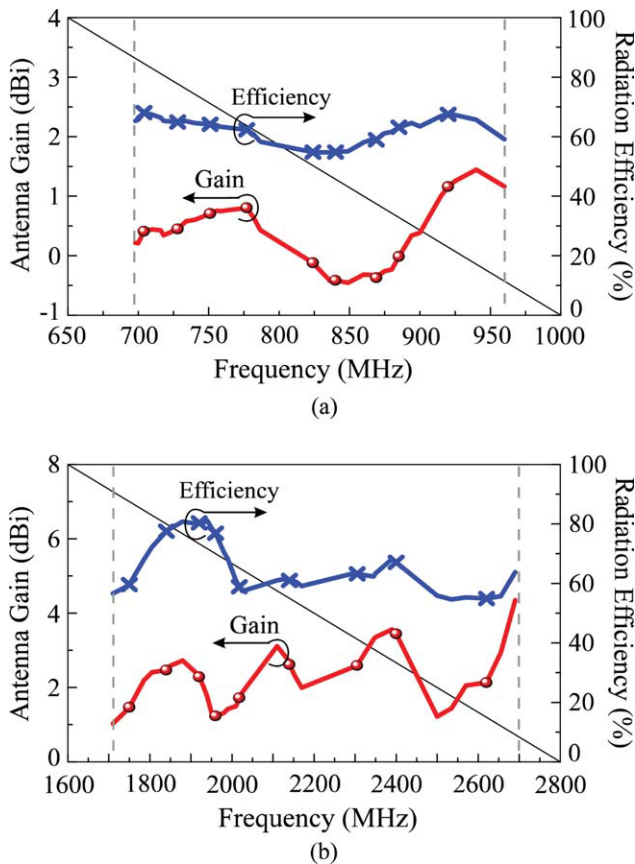 4
3
2
1
0
-1
Antenna Gain (dBi)
100
80
60
40
20
0
Radiation Efficiency (%)
Efficiency
Gain
650 700 750 800 850 900 950 1000
Frequency (MHz)
(a)
8
6
4
2
0
Antenna Gain (dBi)
100
80
60
40
20
0
Radiation Efficiency (%)
Efficiency
Gain
1600 1800 2000 2200 2400 2600 2800
Frequency (MHz)
(b)